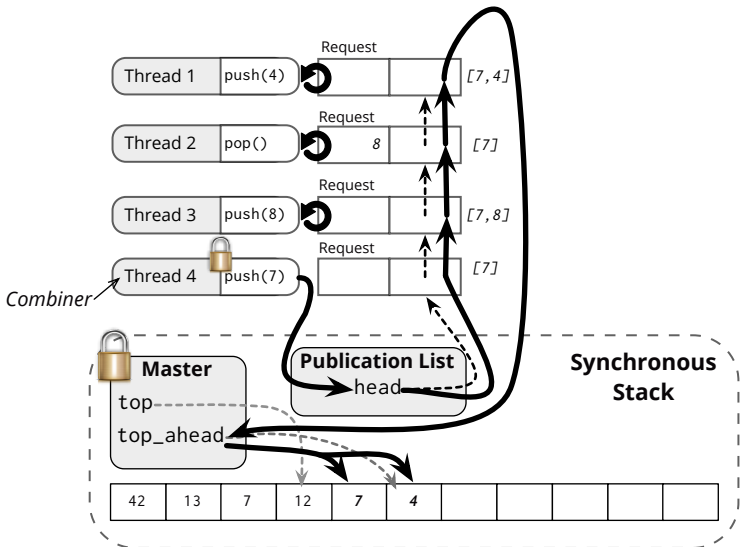 Request
Thread 1 push(4) [7,4]
Request
Thread 2 pop() 8 [7]
Request
Thread 3 push(8) [7,8]
Request
Thread 4 push(7) [7]
Combiner
Master
top
top_ahead
Publication List
head
Synchronous
Stack
42 13 7 12 7 4